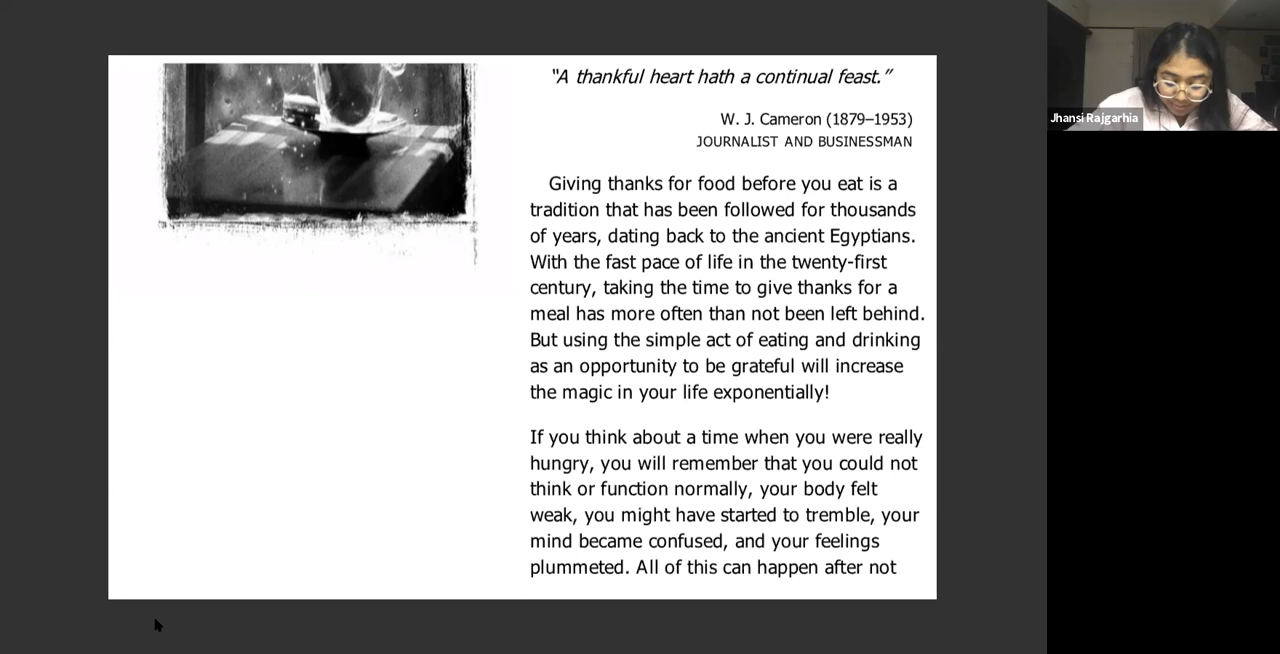 “A thankful heart hath a continual feast.”
W. J. Cameron (1879–1953)
JOURNALIST AND BUSINESSMAN
Giving thanks for food before you eat is a
tradition that has been followed for thousands
of years, dating back to the ancient Egyptians.
With the fast pace of life in the twenty-first
century, taking the time to give thanks for a
meal has more often than not been left behind.
But using the simple act of eating and drinking
as an opportunity to be grateful will increase
the magic in your life exponentially!
If you think about a time when you were really
hungry, you will remember that you could not
think or function normally, your body felt
weak, you might have started to tremble, your
mind became confused, and your feelings
plummeted. All of this can happen after not
Jhansi Rajgarhia